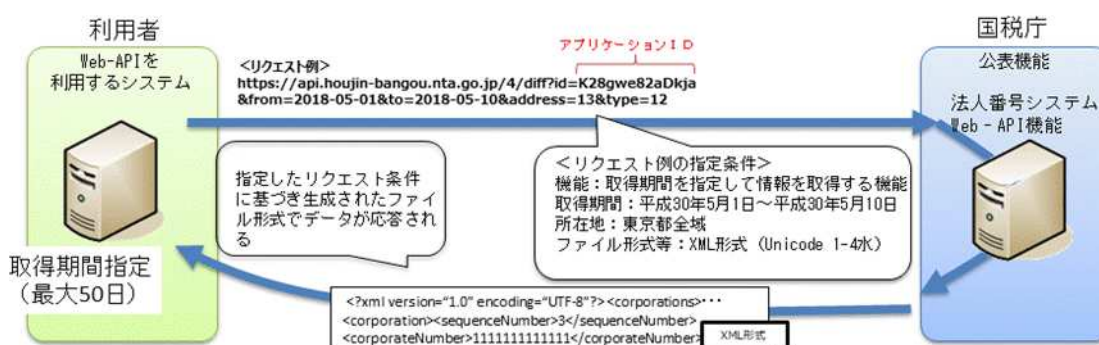 利用者
Web-APIを
利用するシステム
取得期間指定
（最大50日）
アプリケーションＩＤ
＜リクエスト例＞
https://api.houjin-bangou.nta.go.jp/4/diff?id=K28gwe82aDkja
&from=2018-05-01&to=2018-05-10&address=13&type=12
指定したリクエスト条件
に基づき生成されたファイ
ル形式でデータが応答され
る
＜リクエスト例の指定条件＞
機能：取得期間を指定して情報を取得する機能
取得期間：平成30年5月1日～平成30年5月10日
所在地：東京都全域
ファイル形式等：XML形式（Unicode 1-4水）
<?xml version=“1.0” encoding=“UTF-8”?><corporations>・・・
<corporation><sequenceNumber>3</sequenceNumber>
<corporateNumber>1111111111111</corporateNumber>
XML形式
国税庁
公表機能
法人番号システム
Web‐API機能